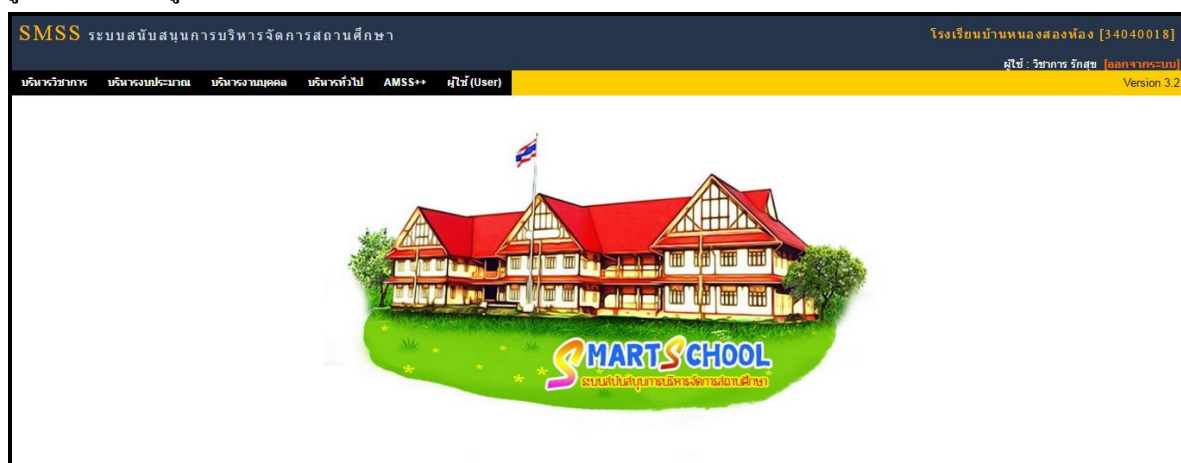 SMSS ระบบสนับสนุนการบริหารจัดการสถานศึกษา
โรงเรียนบ้านหนองสองห้อง [34040018]
ผู้ใช้ : วิชาการ รักสุข [ออกจากระบบ]
บริหารวิชาการ บริหารงบประมาณ บริหารงานบุคคล บริหารทั่วไป AMSS++ ผู้ใช้ (User) Version 3.2
SMARTSCHOOL
ระบบสนับสนุนการบริหารจัดการสถานศึกษา